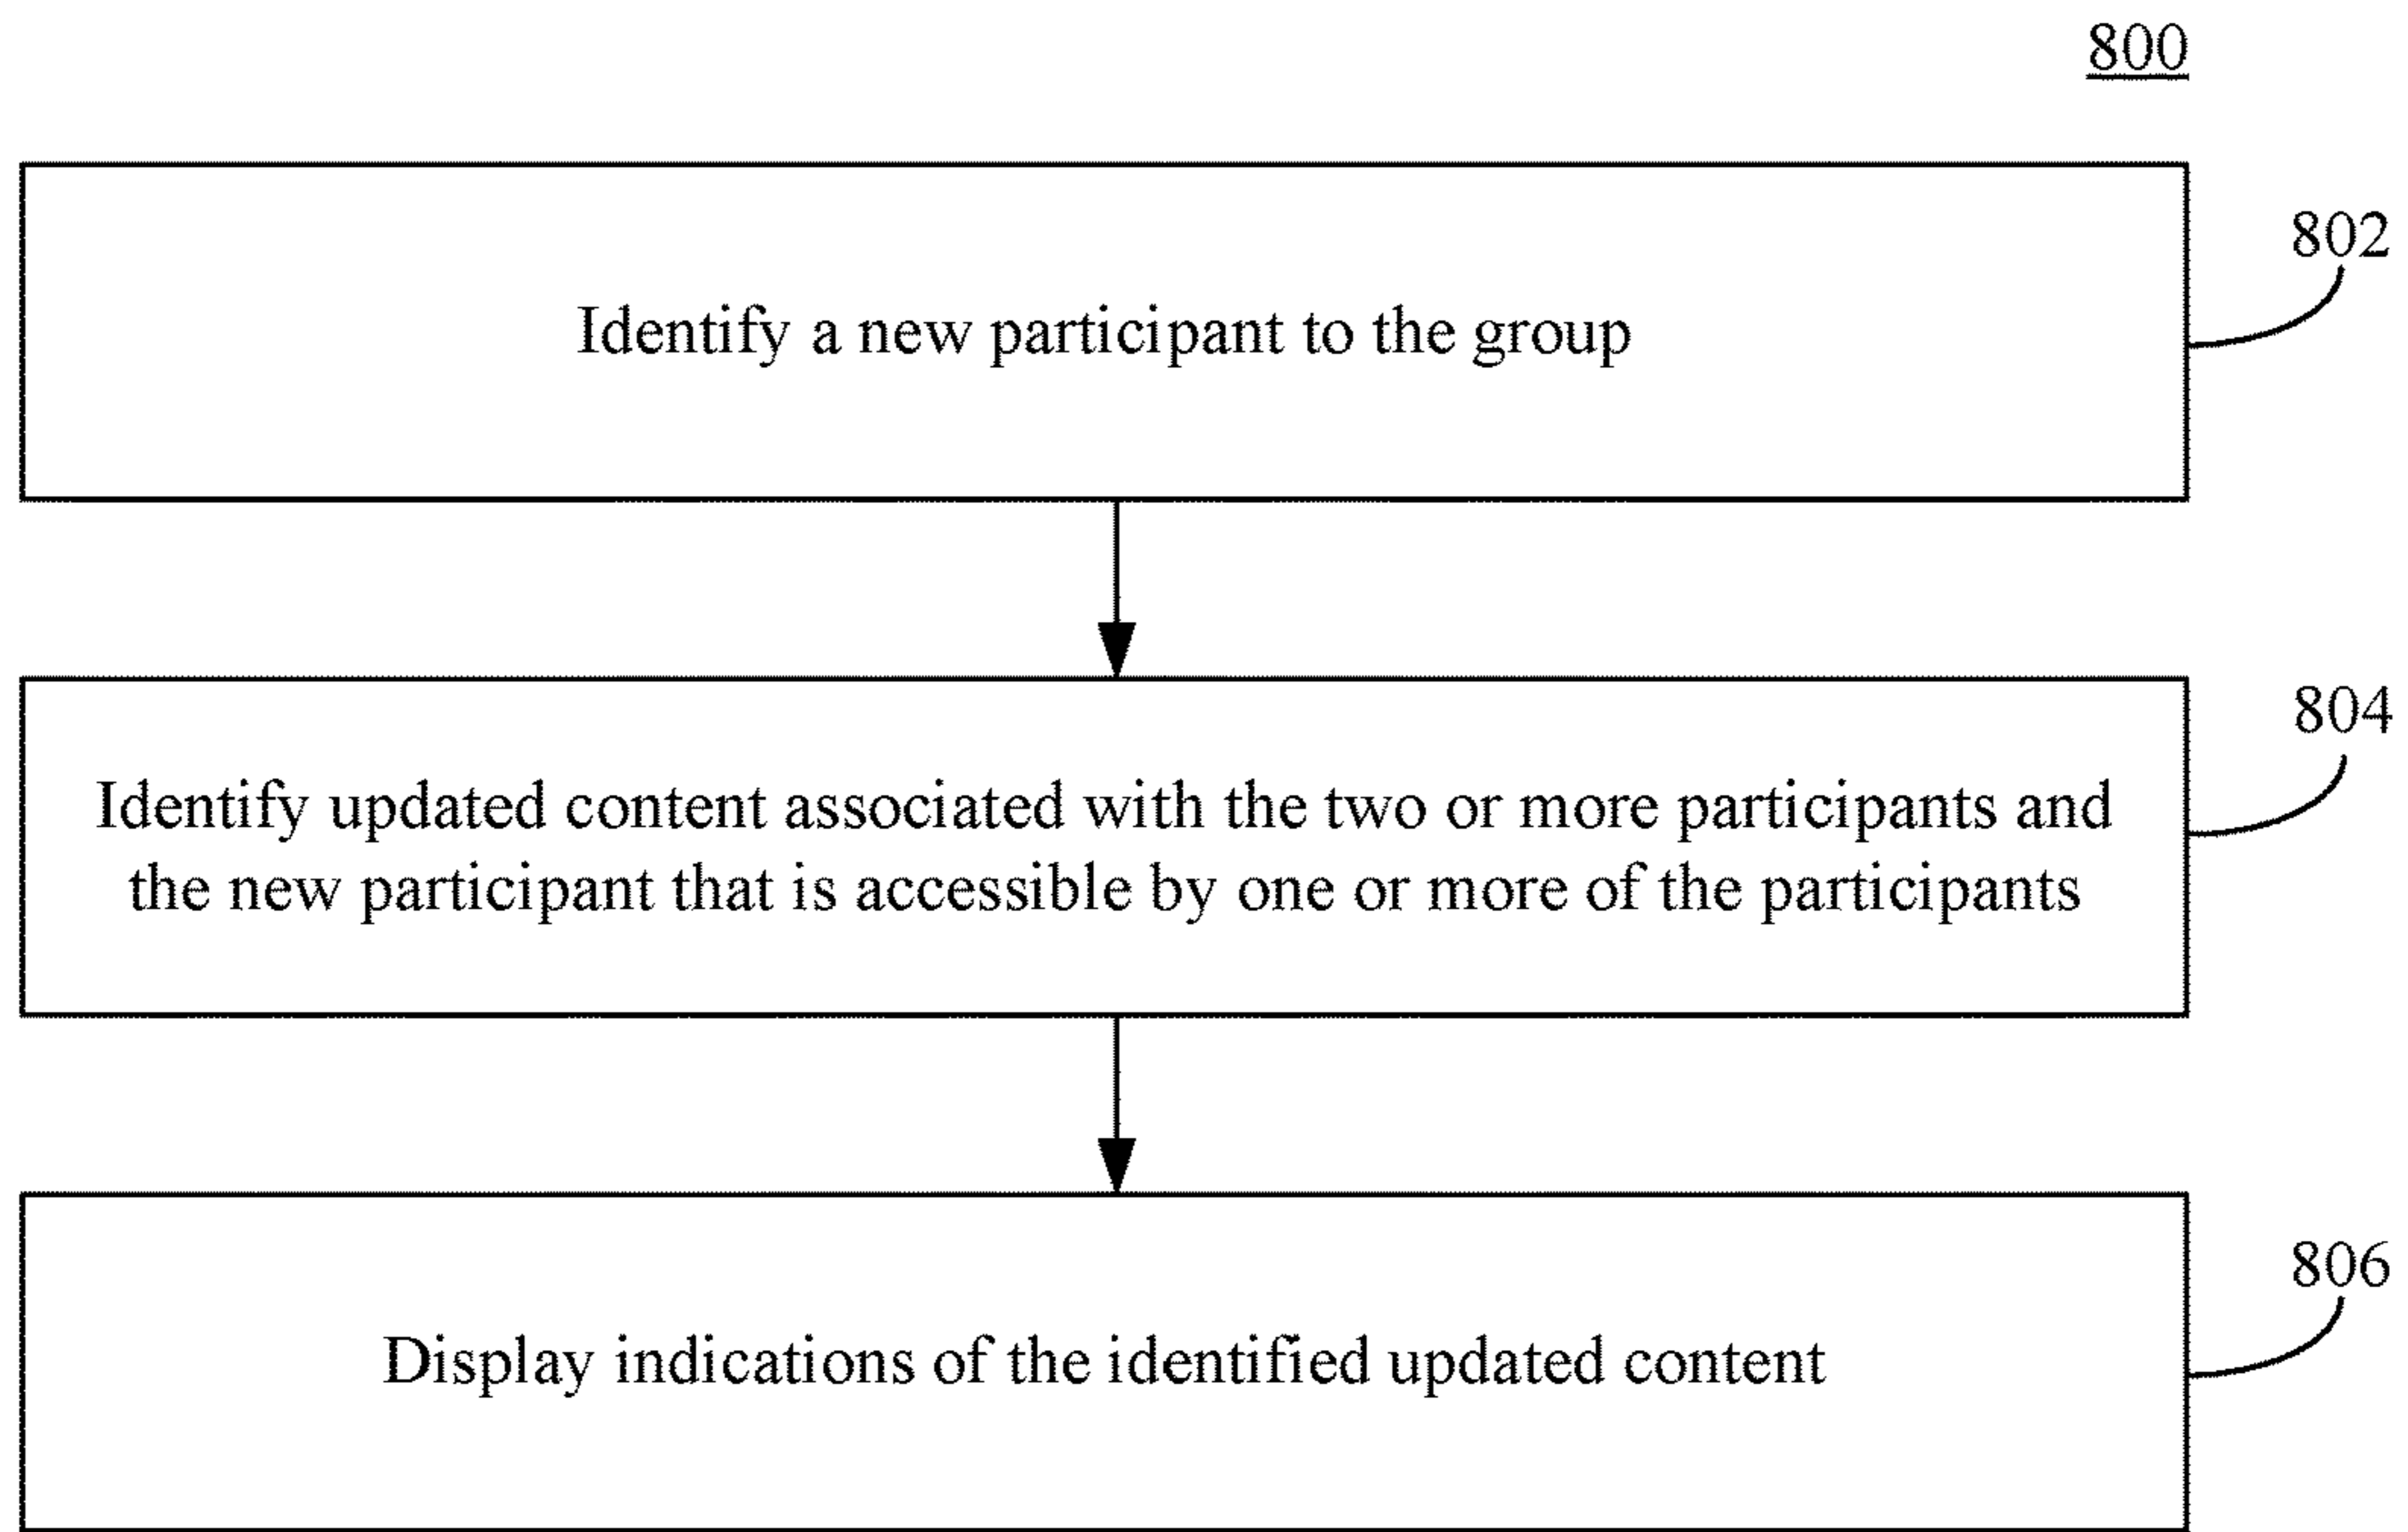 800
802
Identify a new participant to the group
804
Identify updated content associated with the two or more participants and
the new participant that is accessible by one or more of the participants
806
Display indications of the identified updated content